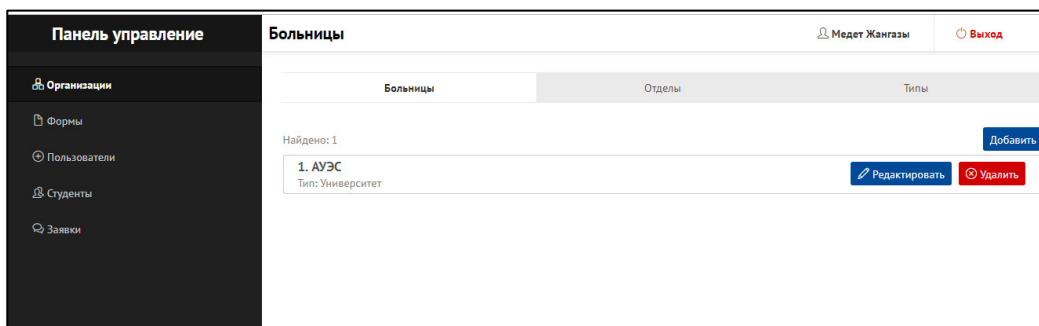 Панель управление
Больницы
Медет Жангазы
Выход
Организации
Формы
Пользователи
Студенты
Заявки
Больницы
Отделы
Типы
Найдено: 1
Добавить
1. АУЭС
Тип: Университет
Редактировать
Удалить